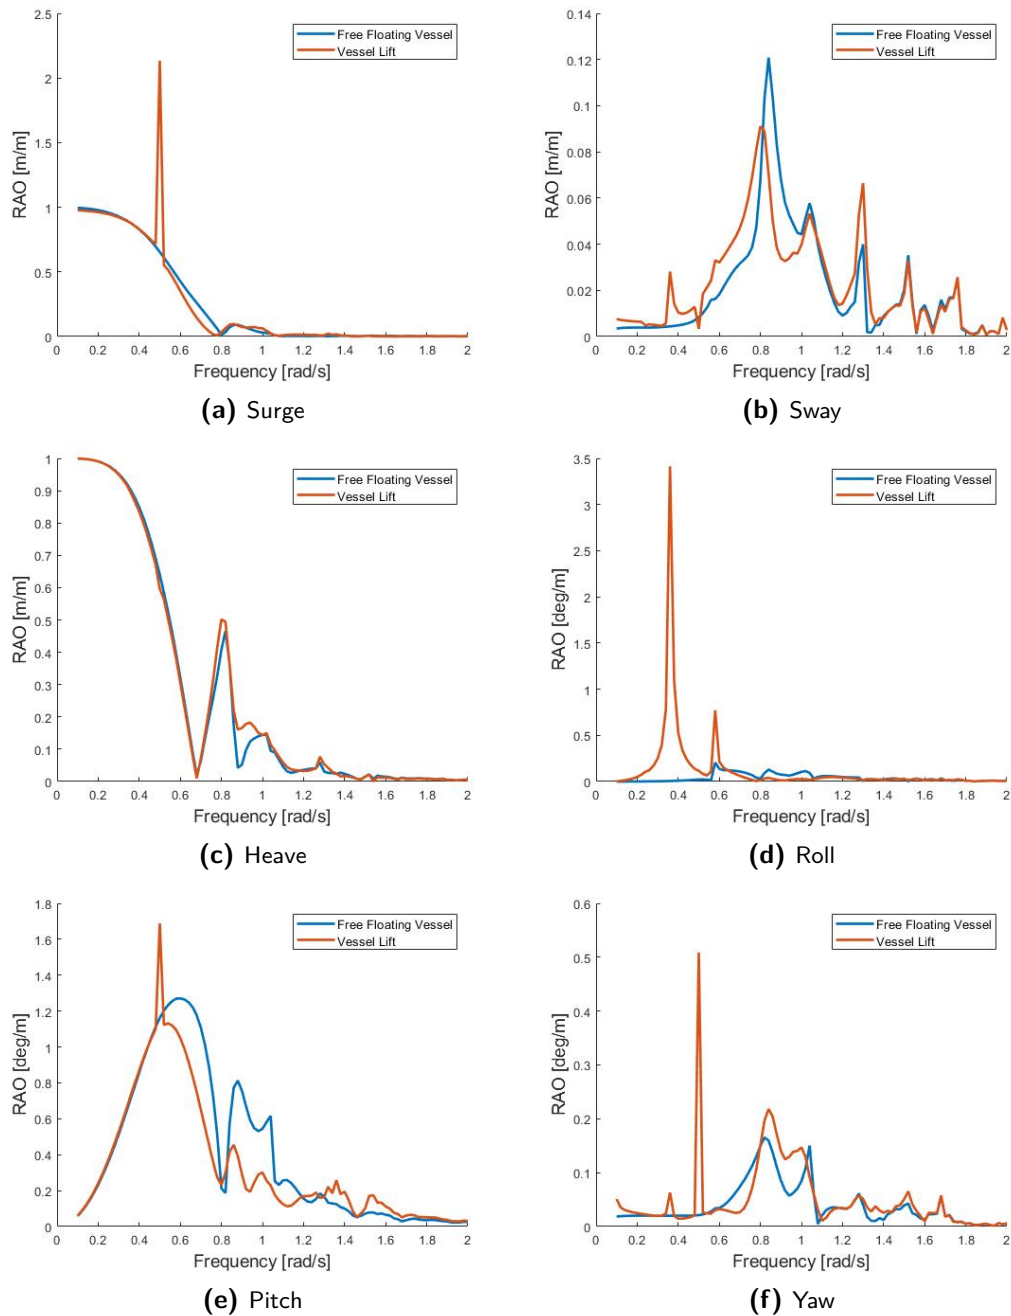 2.5
2
1.5
1
0.5
0
RAO [m/m]
Free Floating Vessel
Vessel Lift
0 0.2 0.4 0.6 0.8 1 1.2 1.4 1.6 1.8 2
Frequency [rad/s]
(a) Surge
0.14
0.12
0.1
0.08
0.06
0.04
0.02
0
RAO [m/m]
Free Floating Vessel
Vessel Lift
0 0.2 0.4 0.6 0.8 1 1.2 1.4 1.6 1.8 2
Frequency [rad/s]
(b) Sway
1
0.9
0.8
0.7
0.6
0.5
0.4
0.3
0.2
0.1
0
RAO [m/m]
Free Floating Vessel
Vessel Lift
0 0.2 0.4 0.6 0.8 1 1.2 1.4 1.6 1.8 2
Frequency [rad/s]
(c) Heave
3.5
3
2.5
2
1.5
1
0.5
0
RAO [deg/m]
Free Floating Vessel
Vessel Lift
0 0.2 0.4 0.6 0.8 1 1.2 1.4 1.6 1.8 2
Frequency [rad/s]
(d) Roll
1.8
1.6
1.4
1.2
1
0.8
0.6
0.4
0.2
0
RAO [deg/m]
Free Floating Vessel
Vessel Lift
0 0.2 0.4 0.6 0.8 1 1.2 1.4 1.6 1.8 2
Frequency [rad/s]
(e) Pitch
0.6
0.5
0.4
0.3
0.2
0.1
0
RAO [deg/m]
Free Floating Vessel
Vessel Lift
0 0.2 0.4 0.6 0.8 1 1.2 1.4 1.6 1.8 2
Frequency [rad/s]
(f) Yaw